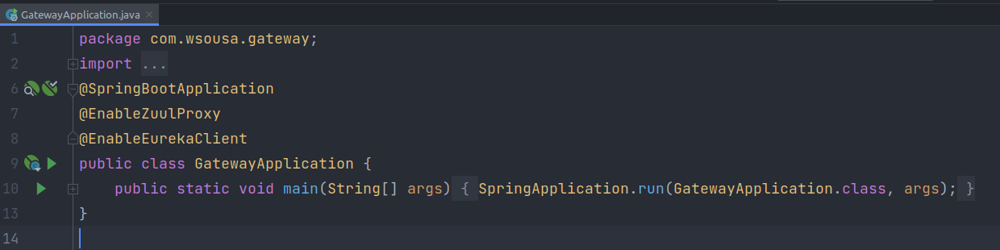 GatewayApplication.java ×
1 package com.wsousa.gateway;
2 import ...
6 @SpringBootApplication
7 @EnableZuulProxy
8 @EnableEurekaClient
9 public class GatewayApplication {
10     public static void main(String[] args) { SpringApplication.run(GatewayApplication.class, args); }
13 }
14